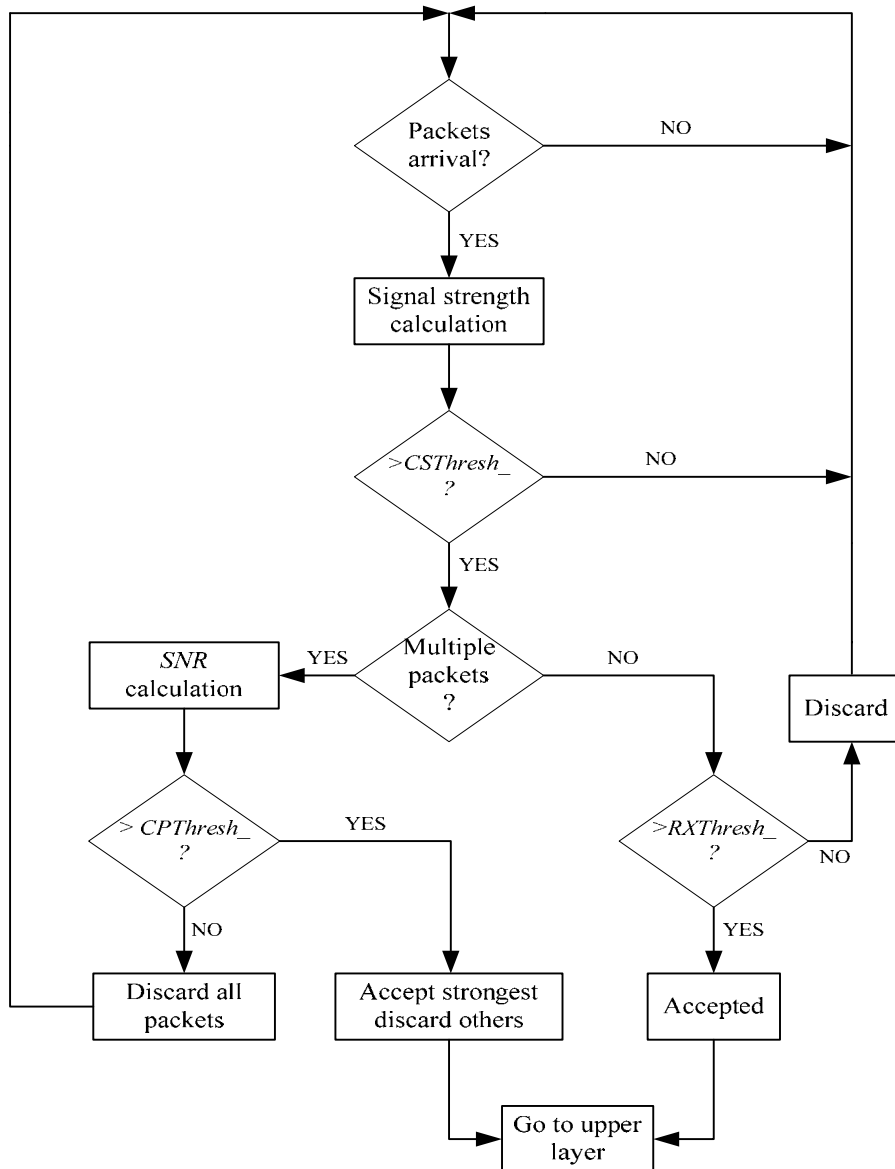 Packets
arrival?
NO
YES
Signal strength
calculation
>CSThresh_
?
NO
YES
Multiple
packets
?
YES
NO
SNR
calculation
Discard
> CPThresh_
?
YES
>RXThresh_
?
NO
NO
YES
Discard all
packets
Accept strongest
discard others
Accepted
Go to upper
layer